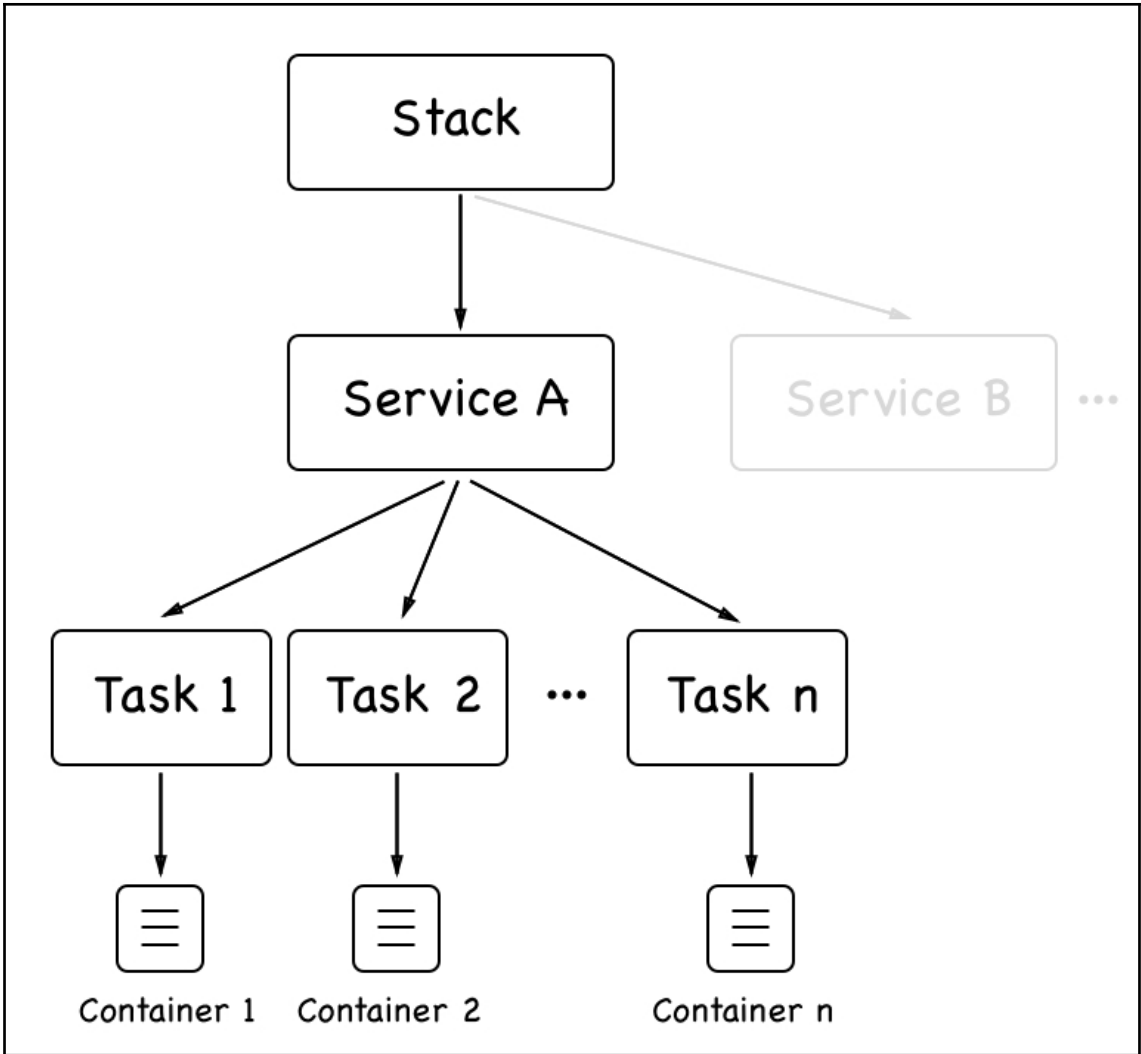 Stack
Service A
Service B
...
Task 1
Task 2
...
Task n
Container 1
Container 2
Container n